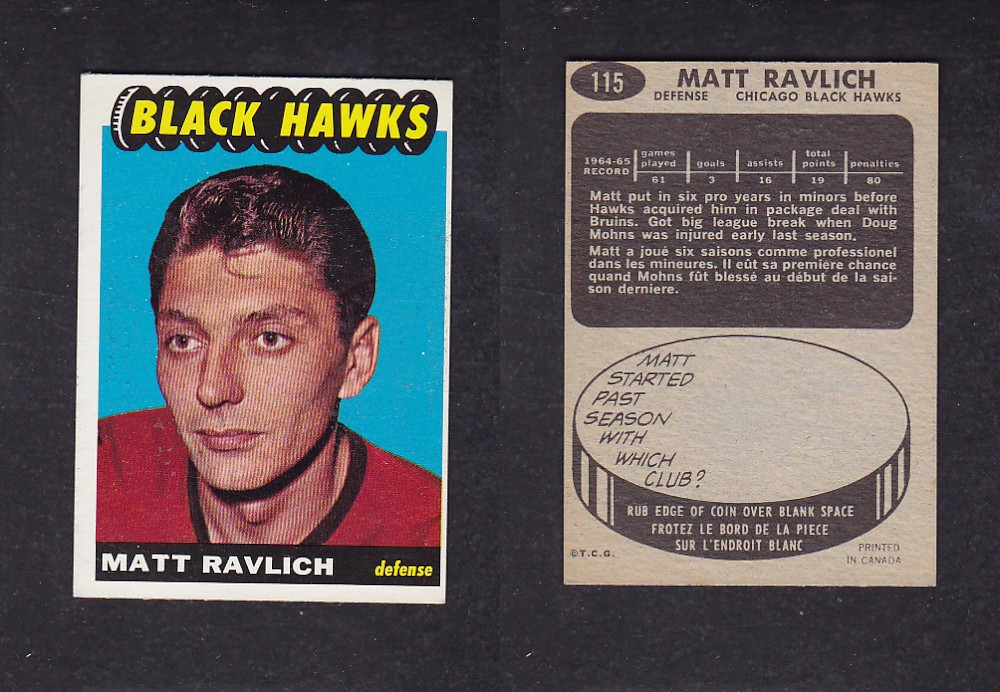 BLACK HAWKS
MATT RAVLICH
defense
115
MATT RAVLICH
DEFENSE CHICAGO BLACK HAWKS
1964-65 RECORD
games played
goals
assists
total points
penalties
61 3 16 19 80
Matt put in six pro years in minors before
Hawks acquired him in package deal with
Bruins. Got big league break when Doug
Mohns was injured early last season.
Matt a joué six saisons comme professionel
dans les mineures. Il eût sa première chance
quand Mohns fût blessé au début de la sai-
son derniere.
MATT
STARTED
PAST
SEASON
WITH
WHICH
CLUB?
RUB EDGE OF COIN OVER BLANK SPACE
FROTEZ LE BORD DE LA PIECE
SUR L'ENDROIT BLANC
©T.C.G.
PRINTED
IN CANADA